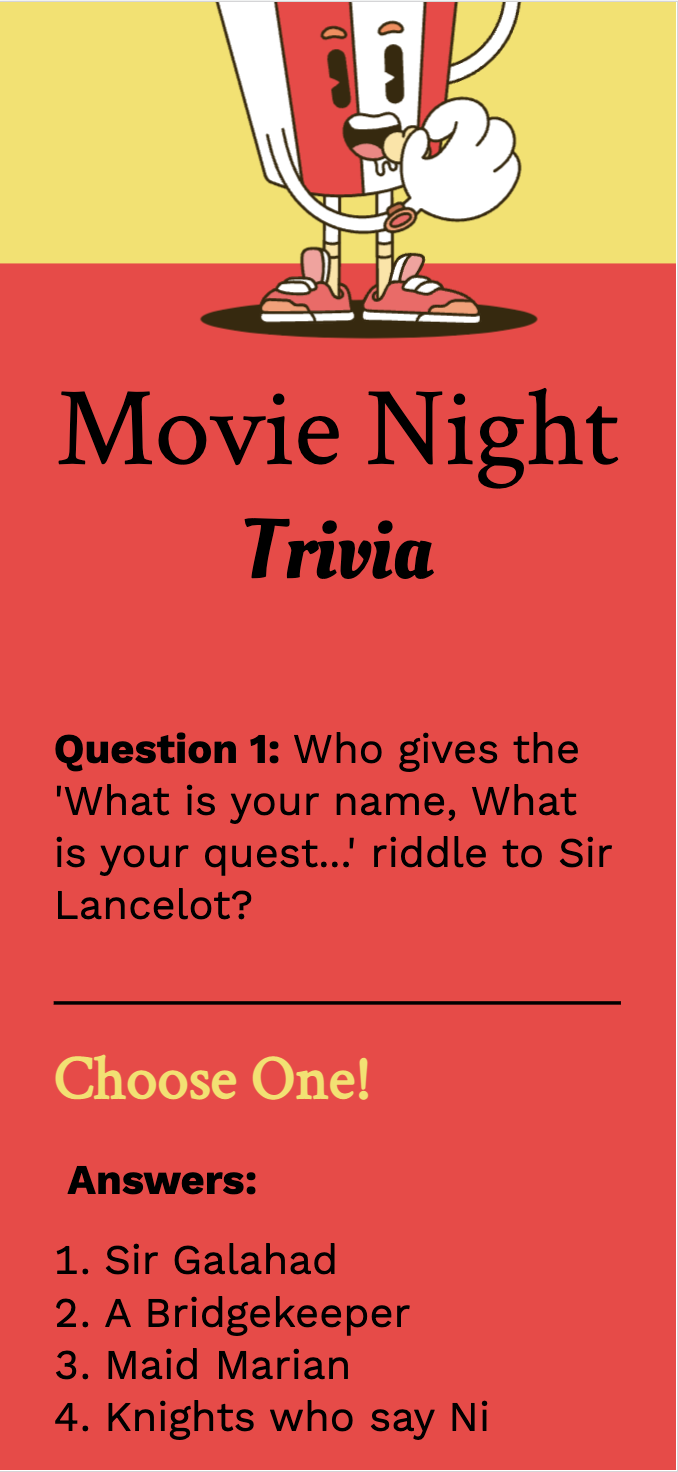 Movie Night
Trivia
Question 1: Who gives the
'What is your name, What
is your quest...' riddle to Sir
Lancelot?
Choose One!
Answers:
1. Sir Galahad
2. A Bridgekeeper
3. Maid Marian
4. Knights who say Ni